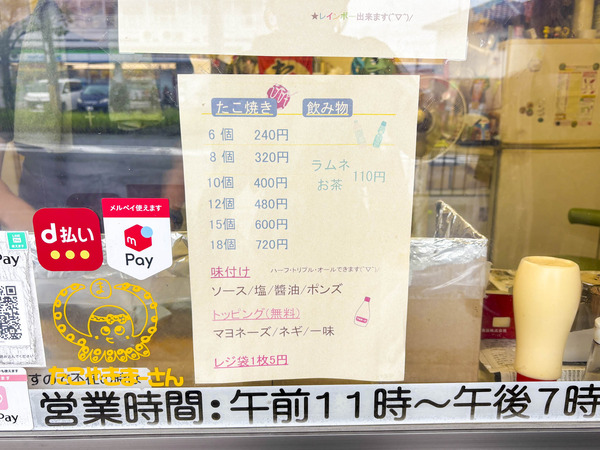 ★レインボー出来ます(^▽^)/
たこ焼き 飲み物
6個 240円
8個 320円
10個 400円
12個 480円
15個 600円
18個 720円
ラムネ
お茶 110円
味付け ハーフ・トリプル・オールできます(^▽^)
ソース/塩/醤油/ポンズ
トッピング(無料)
マヨネーズ/ネギ/一味
レジ袋1枚5円
d払い
メルペイ使えます
Pay
Pay
Pay
営業時間:午前11時～午後7時